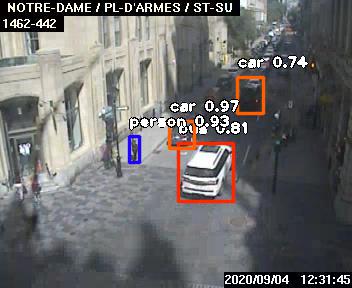 NOTRE-DAME / PL-D'ARMES / ST-SU
1462-442
car 0.74
car 0.97
person 0.93
bus 0.81
2020/09/04 12:31:45